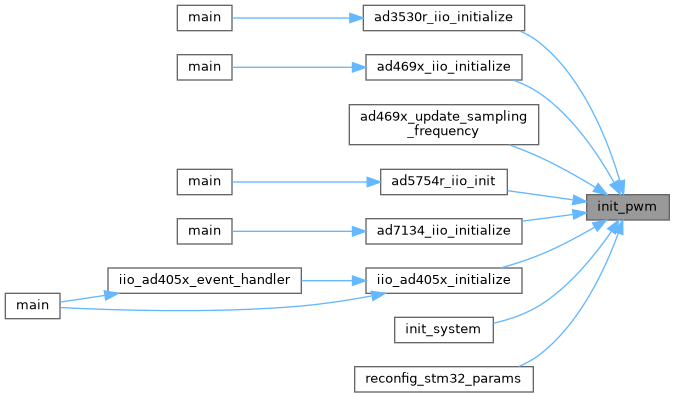 main
ad3530r_iio_initialize
main
ad469x_iio_initialize
ad469x_update_sampling
_frequency
main
ad5754r_iio_init
init_pwm
main
ad7134_iio_initialize
iio_ad405x_event_handler
iio_ad405x_initialize
main
init_system
reconfig_stm32_params